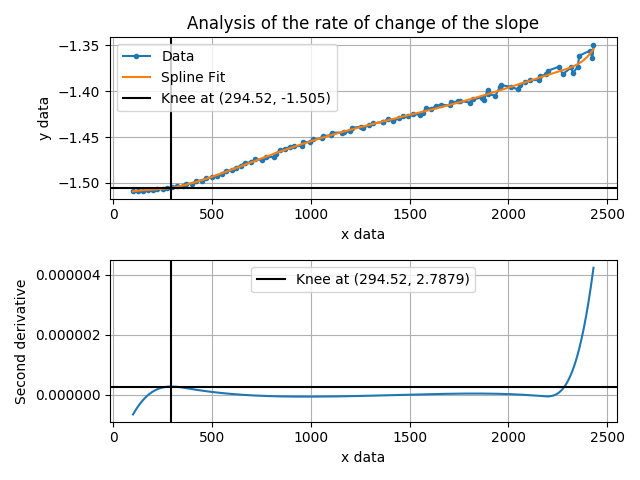 Analysis of the rate of change of the slope
−1.35
−1.40
−1.45
−1.50
y data
Data
Spline Fit
Knee at (294.52, -1.505)
0
500
1000
1500
2000
2500
x data
0.000004
0.000002
0.000000
Second derivative
Knee at (294.52, 2.7879)
0
500
1000
1500
2000
2500
x data